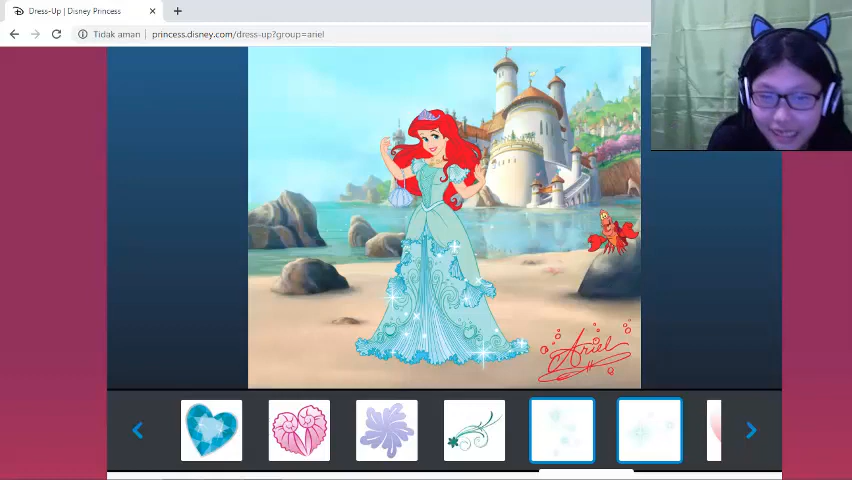 Dress-Up | Disney Princess
Tidak aman
princess.disney.com/dress-up?group=ariel
Ariel